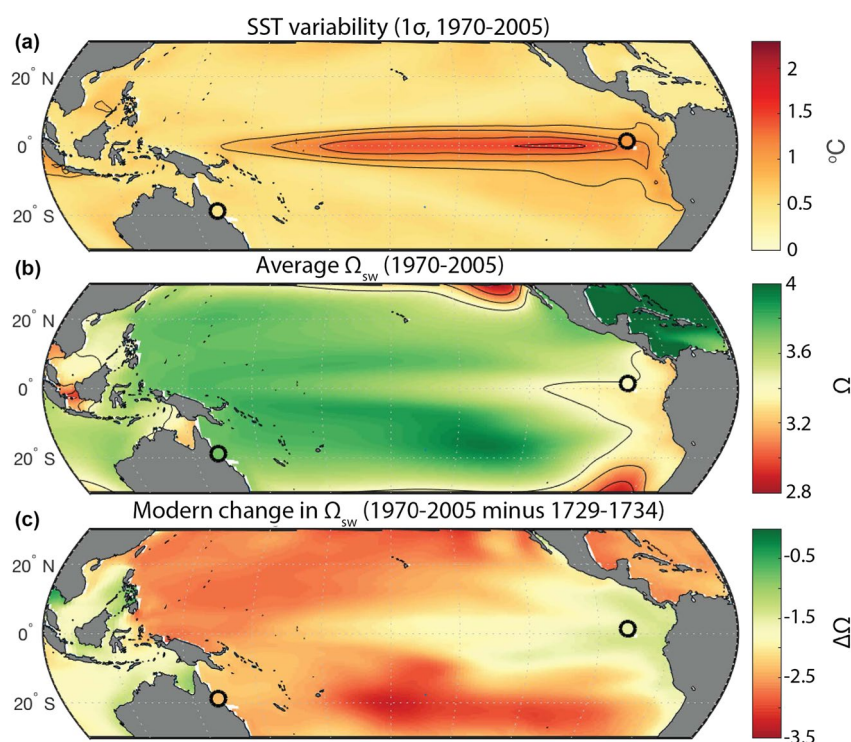 SST variability (1σ, 1970-2005)
(a)
20° N
0°
20° S
2
1.5
1
0.5
0
°C
Average Ωsw (1970-2005)
(b)
20° N
0°
20° S
4
3.6
3.2
2.8
Ω
Modern change in Ωsw (1970-2005 minus 1729-1734)
(c)
20° N
0°
20° S
-0.5
-1.5
-2.5
-3.5
ΔΩ